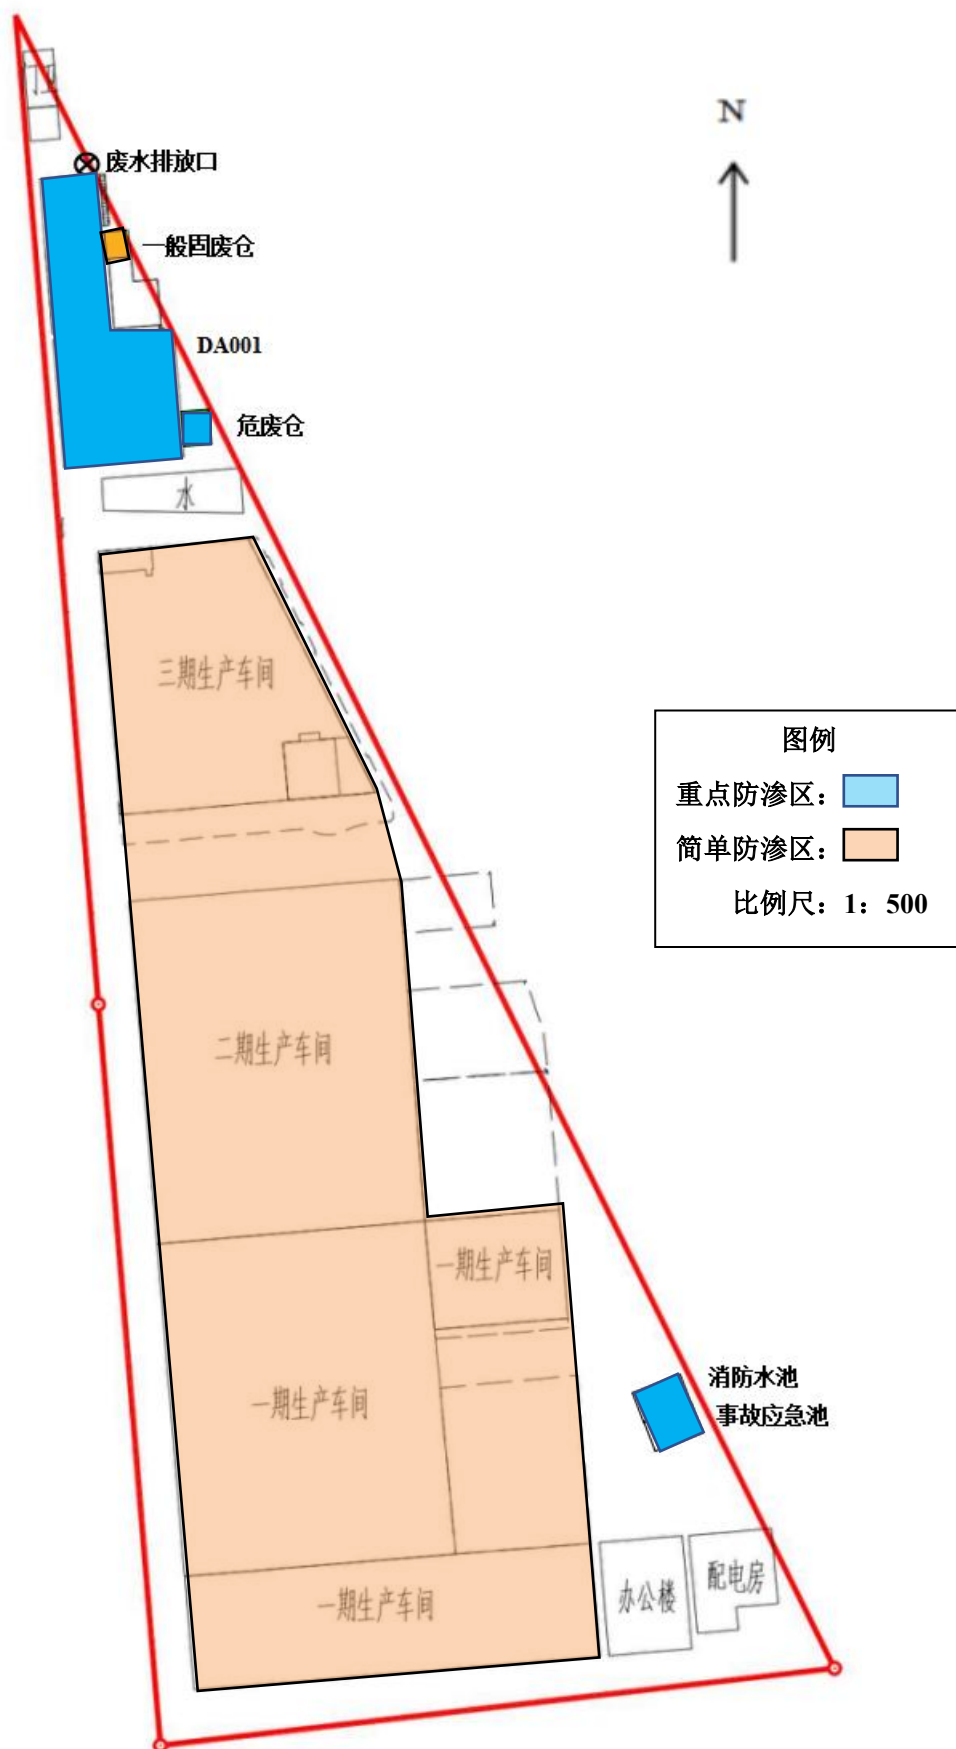 N
废水排放口
一般固废仓
DA001
危废仓
水
三期生产车间
图例
重点防渗区：
简单防渗区：
比例尺：1：500
二期生产车间
一期生产车间
消防水池
事故应急池
一期生产车间
配电房
办公楼
一期生产车间